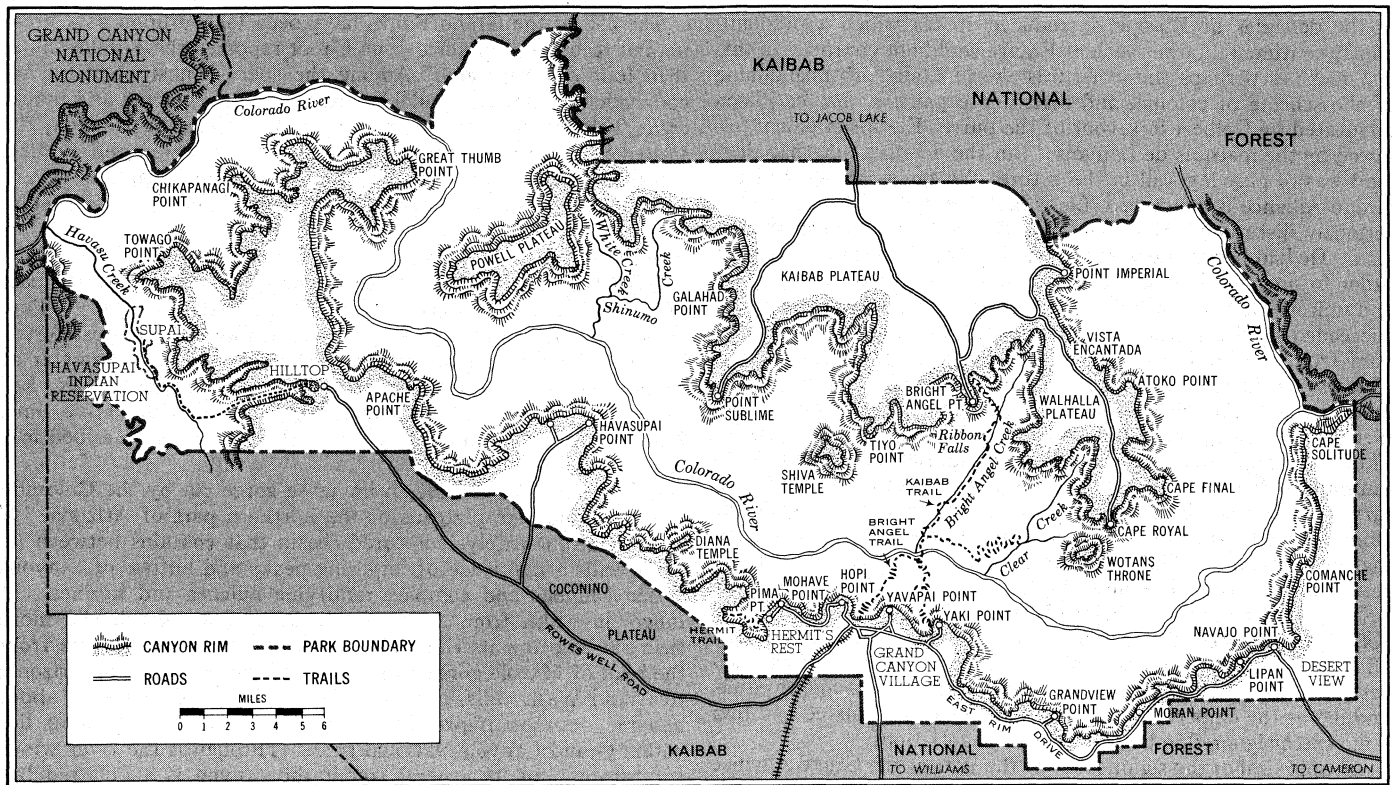 GRAND CANYON
NATIONAL
MONUMENT
KAIBAB
NATIONAL
FOREST
TO JACOB LAKE
Colorado River
GREAT THUMB
POINT
CHIKAPANAGI
POINT
TOWAGO
POINT
Havasu Creek
SUPAI
HAVASUPAI
INDIAN
RESERVATION
HILLTOP
POWELL PLATEAU
White Creek
Shinumo Creek
GALAHAD
POINT
KAIBAB PLATEAU
POINT IMPERIAL
Colorado River
VISTA
ENCANTADA
ATOKO POINT
APACHE
POINT
HAVASUPAI
POINT
POINT
SUBLIME
BRIGHT
ANGEL PT.
WALHALLA
PLATEAU
TIYO
POINT
Ribbon
Falls
SHIVA
TEMPLE
Colorado River
KAIBAB
TRAIL
Bright Angel Creek
CAPE
SOLITUDE
CAPE FINAL
CAPE ROYAL
Clear Creek
WOTANS
THRONE
BRIGHT
ANGEL
TRAIL
DIANA
TEMPLE
COMANCHE
POINT
PIMA
PT.
MOHAVE
POINT
HOPI
POINT
YAVAPAI POINT
YAKI POINT
HERMIT
TRAIL
HERMIT'S
REST
GRAND
CANYON
VILLAGE
NAVAJO POINT
LIPAN
POINT
DESERT
VIEW
GRANDVIEW
POINT
MORAN POINT
EAST RIM DRIVE
COCONINO
PLATEAU
ROWES WELL ROAD
CANYON RIM
PARK BOUNDARY
ROADS
TRAILS
MILES
0 1 2 3 4 5 6
KAIBAB
NATIONAL
FOREST
TO WILLIAMS
TO CAMERON